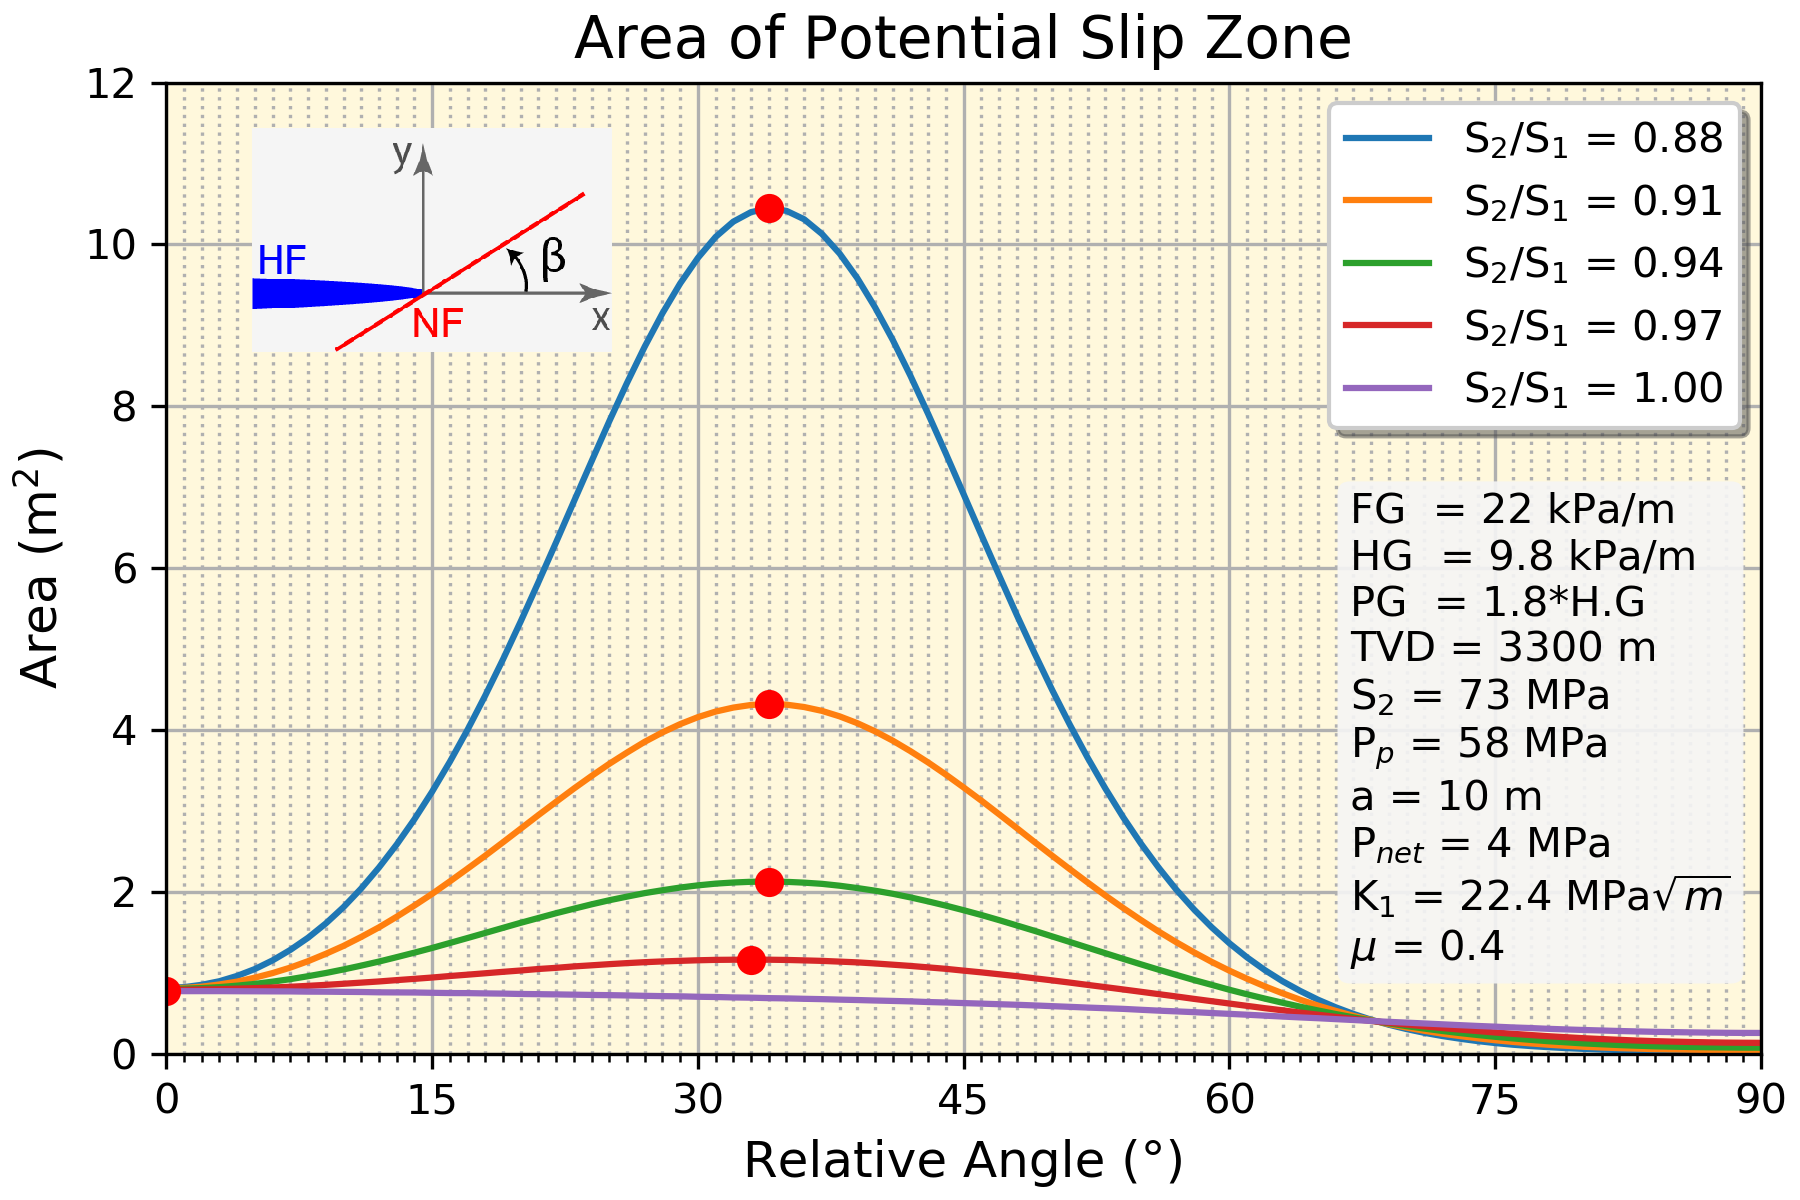 Area of Potential Slip Zone
12
10
8
6
4
2
0
Area (m²)
y
HF
β
NF
x
S₂/S₁ = 0.88
S₂/S₁ = 0.91
S₂/S₁ = 0.94
S₂/S₁ = 0.97
S₂/S₁ = 1.00
FG = 22 kPa/m
HG = 9.8 kPa/m
PG = 1.8*H.G
TVD = 3300 m
S₂ = 73 MPa
Pₚ = 58 MPa
a = 10 m
Pₙₑₜ = 4 MPa
K₁ = 22.4 MPa√m
μ = 0.4
0 15 30 45 60 75 90
Relative Angle (°)